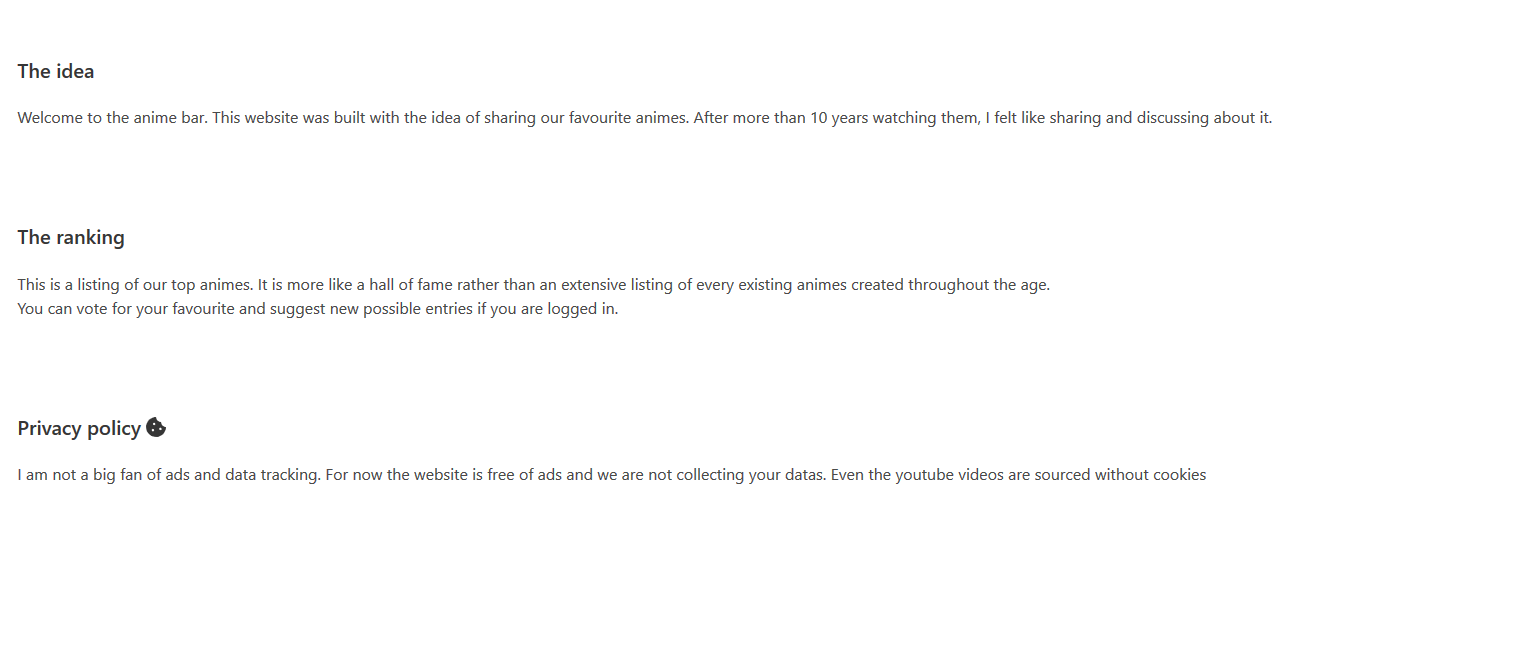 The idea
Welcome to the anime bar. This website was built with the idea of sharing our favourite animes. After more than 10 years watching them, I felt like sharing and discussing about it.
The ranking
This is a listing of our top animes. It is more like a hall of fame rather than an extensive listing of every existing animes created throughout the age.
You can vote for your favourite and suggest new possible entries if you are logged in.
Privacy policy
I am not a big fan of ads and data tracking. For now the website is free of ads and we are not collecting your datas. Even the youtube videos are sourced without cookies